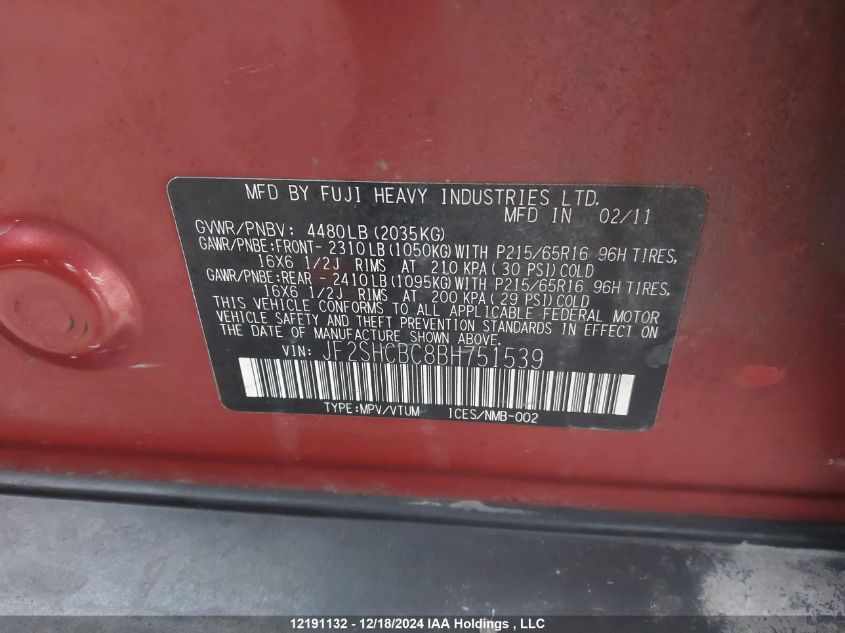 MFD BY FUJI HEAVY INDUSTRIES LTD.
MFD IN 02/11
GVWR/PNBV: 4480LB (2035KG)
GAWR/PNBE:FRONT- 2310LB(1050KG)WITH P215/65R16 96H TIRES,
16X6 1/2J RIMS AT 210 KPA(30 PSI)COLD
GAWR/PNBE:REAR - 2410LB(1095KG) WITH P215/65R16 96H TIRES,
16X6 1/2J RIMS AT 200 KPA(29 PSI)COLD
THIS VEHICLE CONFORMS TO ALL APPLICABLE FEDERAL MOTOR
VEHICLE SAFETY AND THEFT PREVENTION STANDARDS IN EFFECT ON
THE DATE OF MANUFACTURE SHOWN ABOVE.
VIN: JF2SHCBC8BH751539
TYPE:MPV/VTUM ICES/NMB-002
12191132 - 12/18/2024 IAA Holdings , LLC